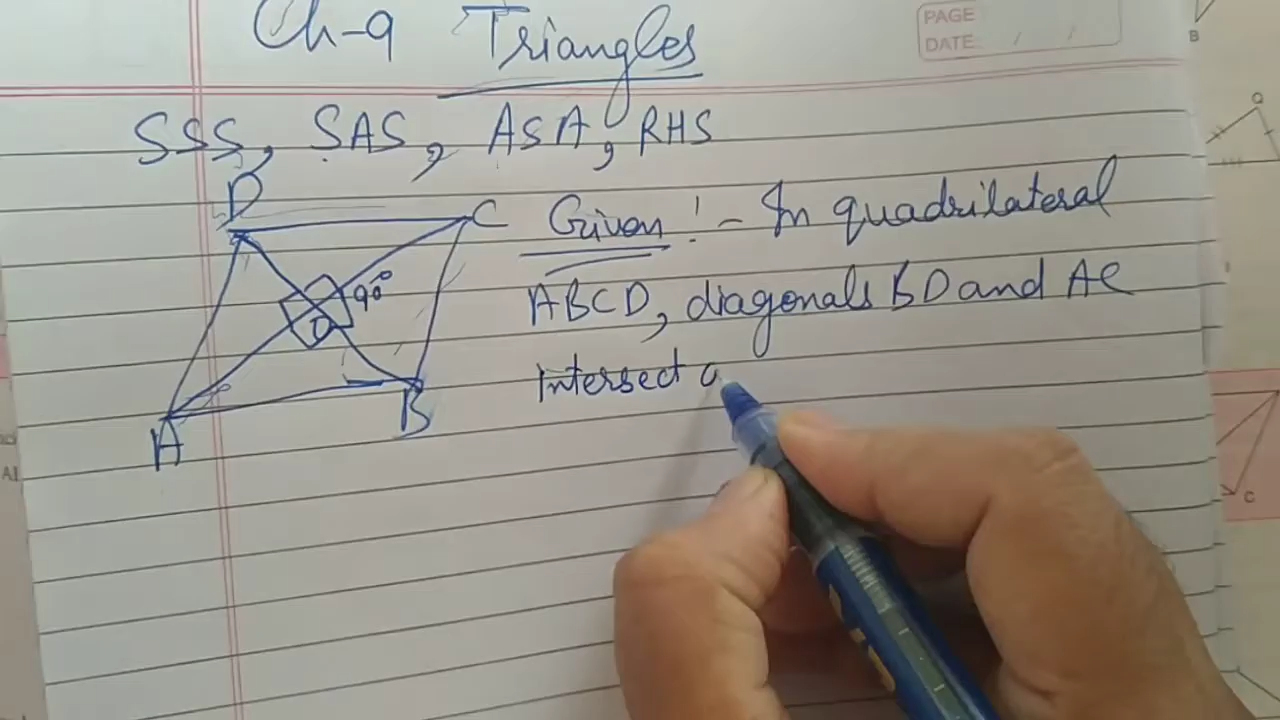 Ch-9 Triangles
PAGE
DATE / /
SSS, SAS, ASA, RHS
D
C
Given :- In quadrilateral
90°
ABCD, diagonals BD and AC
O
Intersect a
B
A
B
Q
C